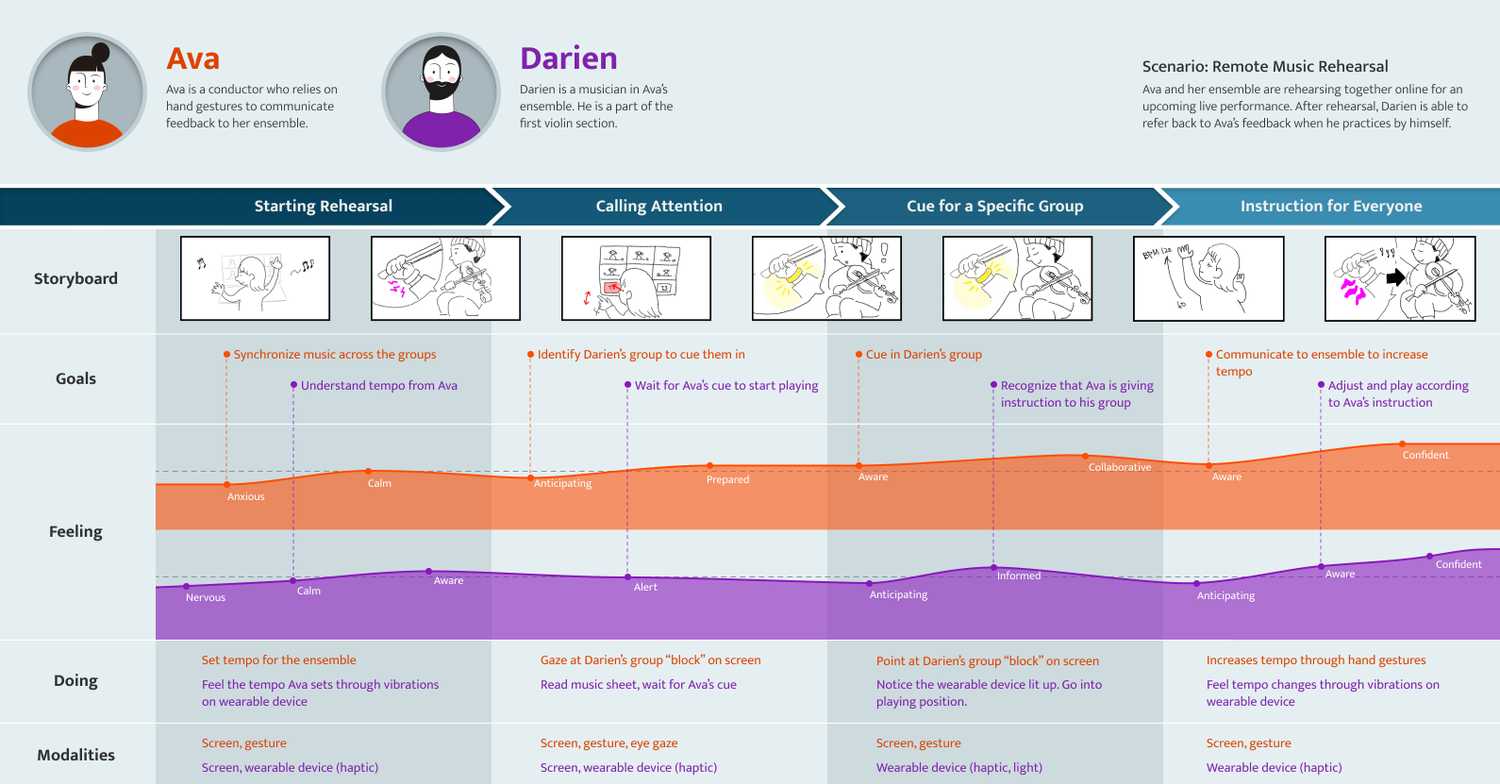 Ava
Ava is a conductor who relies on
hand gestures to communicate
feedback to her ensemble.
Darien
Darien is a musician in Ava's
ensemble. He is a part of the
first violin section.
Scenario: Remote Music Rehearsal
Ava and her ensemble are rehearsing together online for an
upcoming live performance. After rehearsal, Darien is able to
refer back to Ava's feedback when he practices by himself.
Starting Rehearsal
Calling Attention
Cue for a Specific Group
Instruction for Everyone
Storyboard
BPM 120
Goals
Synchronize music across the groups
Understand tempo from Ava
Identify Darien's group to cue them in
Wait for Ava's cue to start playing
Cue in Darien's group
Recognize that Ava is giving
instruction to his group
Communicate to ensemble to increase
tempo
Adjust and play according
to Ava's instruction
Feeling
Anxious
Calm
Anticipating
Prepared
Aware
Collaborative
Aware
Confident
Nervous
Calm
Aware
Alert
Anticipating
Informed
Anticipating
Aware
Confident
Doing
Set tempo for the ensemble
Feel the tempo Ava sets through vibrations
on wearable device
Gaze at Darien's group “block” on screen
Read music sheet, wait for Ava's cue
Point at Darien's group “block” on screen
Notice the wearable device lit up. Go into
playing position.
Increases tempo through hand gestures
Feel tempo changes through vibrations on
wearable device
Modalities
Screen, gesture
Screen, wearable device (haptic)
Screen, gesture, eye gaze
Screen, wearable device (haptic)
Screen, gesture
Wearable device (haptic, light)
Screen, gesture
Wearable device (haptic)